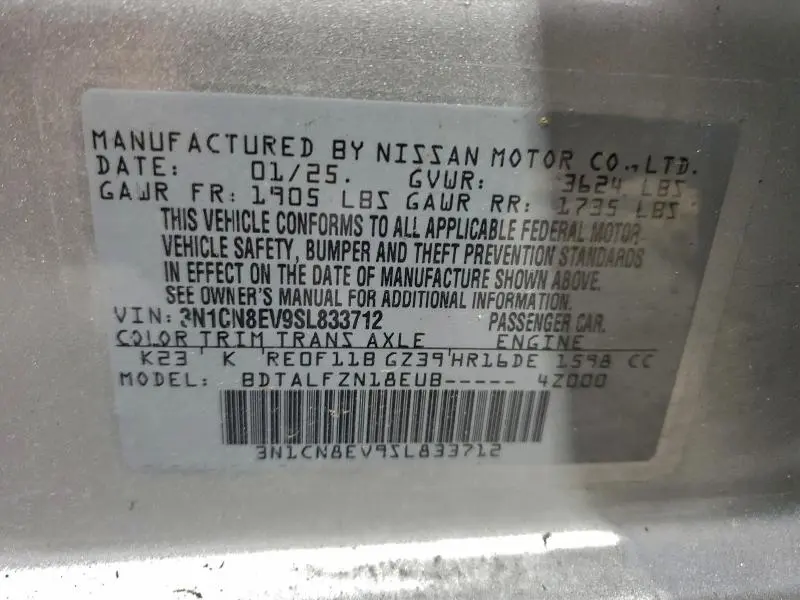 MANUFACTURED BY NISSAN MOTOR CO., LTD.
DATE: 01/25. GVWR: 3624 LBS
GAWR FR: 1905 LBS GAWR RR: 1735 LBS
THIS VEHICLE CONFORMS TO ALL APPLICABLE FEDERAL MOTOR
VEHICLE SAFETY, BUMPER AND THEFT PREVENTION STANDARDS
IN EFFECT ON THE DATE OF MANUFACTURE SHOWN ABOVE.
SEE OWNER'S MANUAL FOR ADDITIONAL INFORMATION.
VIN: 3N1CN8EV9SL833712 PASSENGER CAR.
COLOR TRIM TRANS AXLE ENGINE
K23 K RE0F11B GZ39 HR16DE 1598 CC
MODEL: BDTALFZN18EUB----- 4Z000
3N1CN8EV9SL833712